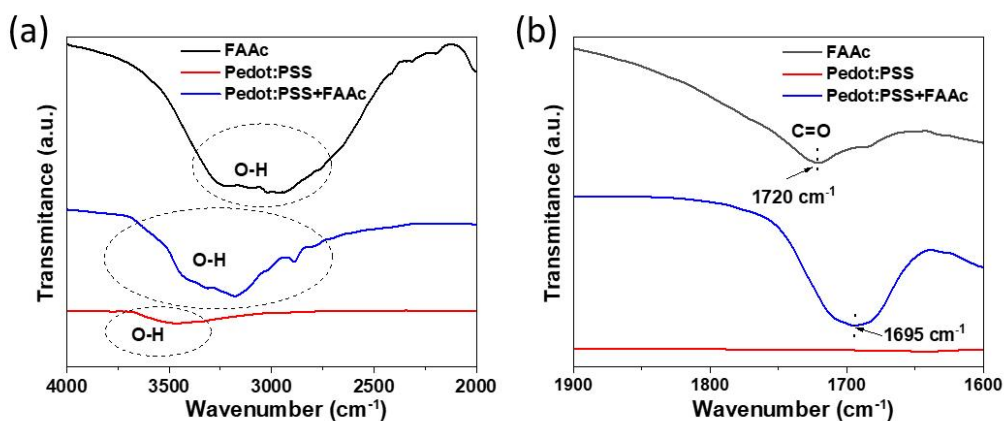 (a)
FAAc
Pedot:PSS
Pedot:PSS+FAAc
O-H
O-H
O-H
Transmitance (a.u.)
4000 3500 3000 2500 2000
Wavenumber (cm⁻¹)
(b)
FAAc
Pedot:PSS
Pedot:PSS+FAAc
C=O
1720 cm⁻¹
1695 cm⁻¹
Transmitance (a.u.)
1900 1800 1700 1600
Wavenumber (cm⁻¹)